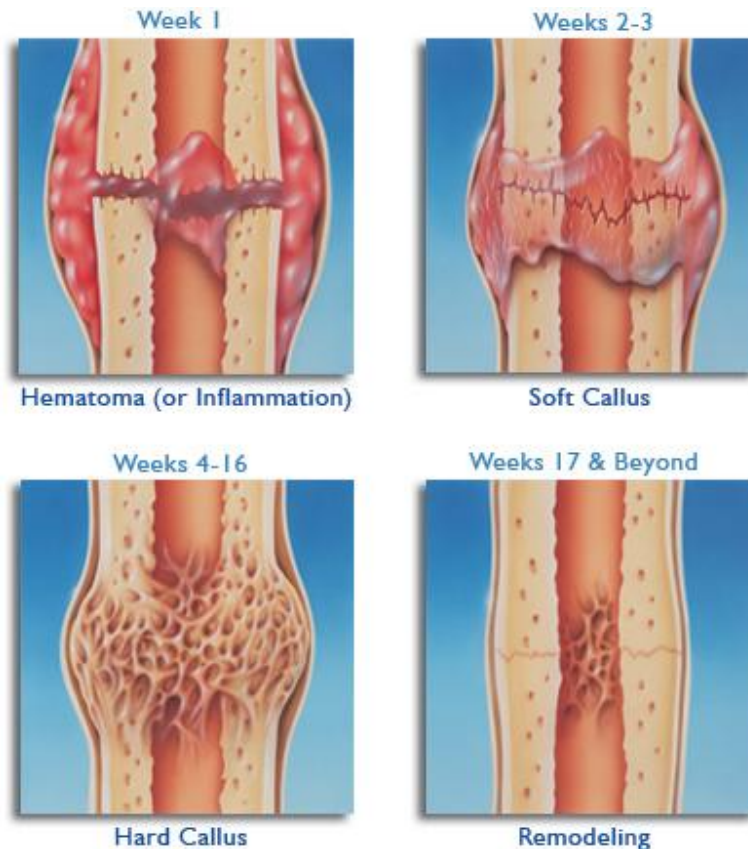 Week 1
Weeks 2-3
Hematoma (or Inflammation)
Soft Callus
Weeks 4-16
Weeks 17 & Beyond
Hard Callus
Remodeling